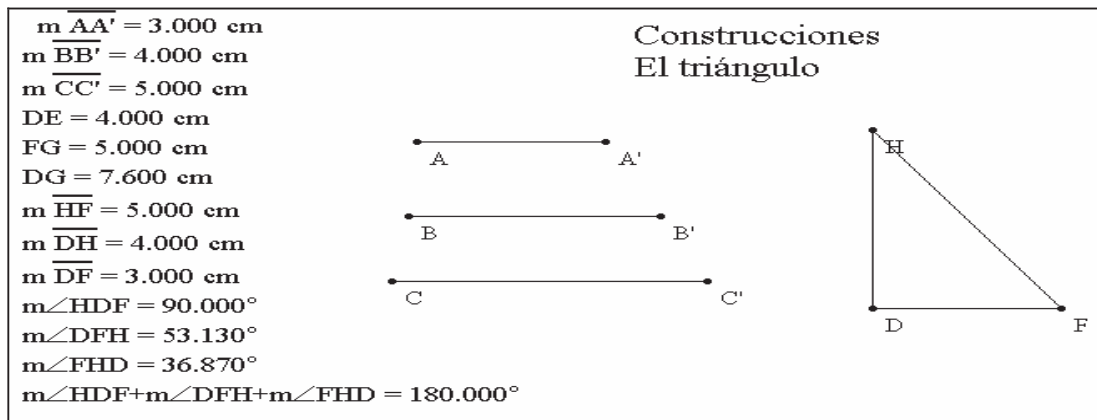 m AA' = 3.000 cm
m BB' = 4.000 cm
m CC' = 5.000 cm
DE = 4.000 cm
FG = 5.000 cm
DG = 7.600 cm
m HF = 5.000 cm
m DH = 4.000 cm
m DF = 3.000 cm
m∠HDF = 90.000°
m∠DFH = 53.130°
m∠FHD = 36.870°
m∠HDF+m∠DFH+m∠FHD = 180.000°
Construcciones
El triángulo
A A'
B B'
C C'
H
D F